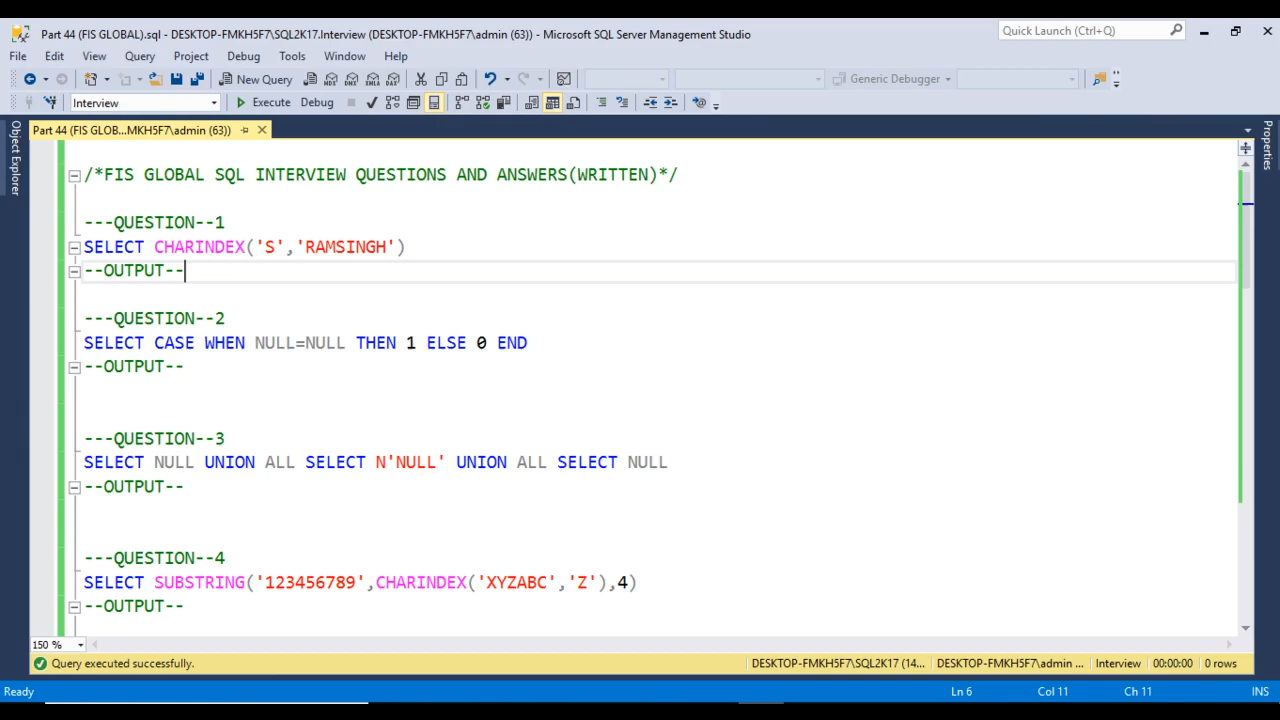 Part 44 (FIS GLOBAL).sql - DESKTOP-FMKH5F7\SQL2K17.Interview (DESKTOP-FMKH5F7\admin (63)) - Microsoft SQL Server Management Studio
Quick Launch (Ctrl+Q)
File Edit View Query Project Debug Tools Window Help
New Query
Generic Debugger
Interview
Execute Debug
Part 44 (FIS GLOB...MKH5F7\admin (63))
Object Explorer
Properties
/*FIS GLOBAL SQL INTERVIEW QUESTIONS AND ANSWERS(WRITTEN)*/
---QUESTION--1
SELECT CHARINDEX('S','RAMSINGH')
--OUTPUT--
---QUESTION--2
SELECT CASE WHEN NULL=NULL THEN 1 ELSE 0 END
--OUTPUT--
---QUESTION--3
SELECT NULL UNION ALL SELECT N'NULL' UNION ALL SELECT NULL
--OUTPUT--
---QUESTION--4
SELECT SUBSTRING('123456789',CHARINDEX('XYZABC','Z'),4)
--OUTPUT--
150 %
Query executed successfully.
DESKTOP-FMKH5F7\SQL2K17 (14... DESKTOP-FMKH5F7\admin ... Interview 00:00:00 0 rows
Ready Ln 6 Col 11 Ch 11 INS